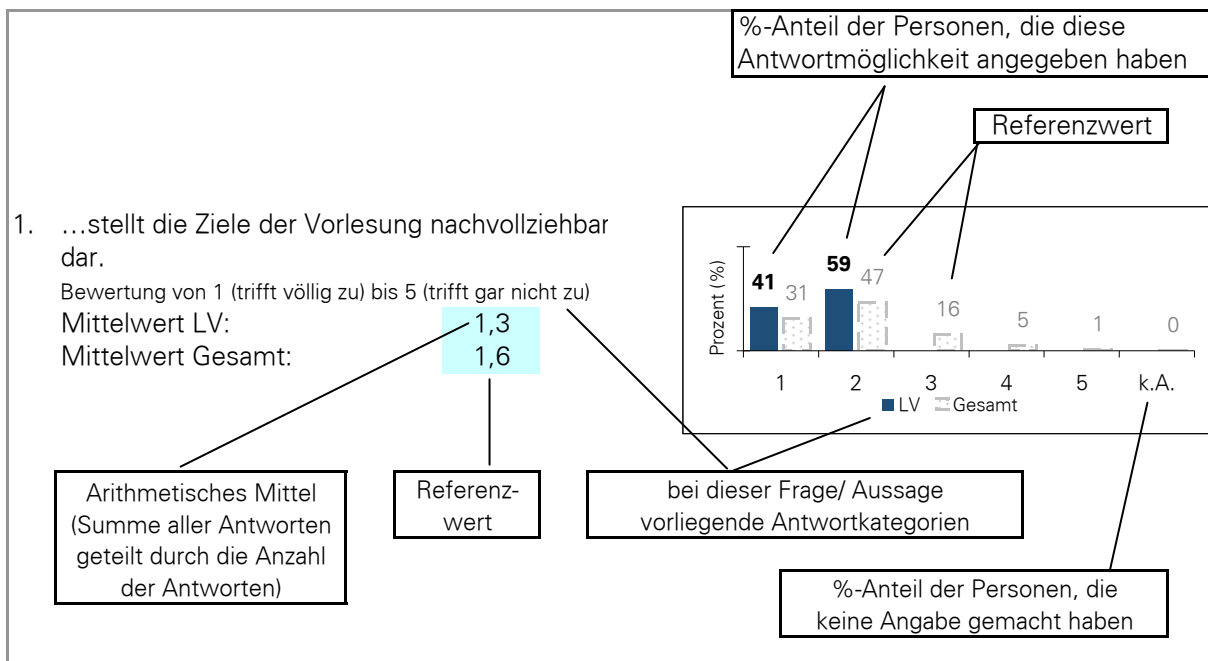 %-Anteil der Personen, die diese
Antwortmöglichkeit angegeben haben
Referenzwert
1. …stellt die Ziele der Vorlesung nachvollziehbar
dar.
Bewertung von 1 (trifft völlig zu) bis 5 (trifft gar nicht zu)
Mittelwert LV: 1,3
Mittelwert Gesamt: 1,6
Prozent (%)
41 31 59 47 16 5 1 0
1 2 3 4 5 k.A.
LV Gesamt
Arithmetisches Mittel
(Summe aller Antworten
geteilt durch die Anzahl
der Antworten)
Referenz-
wert
bei dieser Frage/ Aussage
vorliegende Antwortkategorien
%-Anteil der Personen, die
keine Angabe gemacht haben